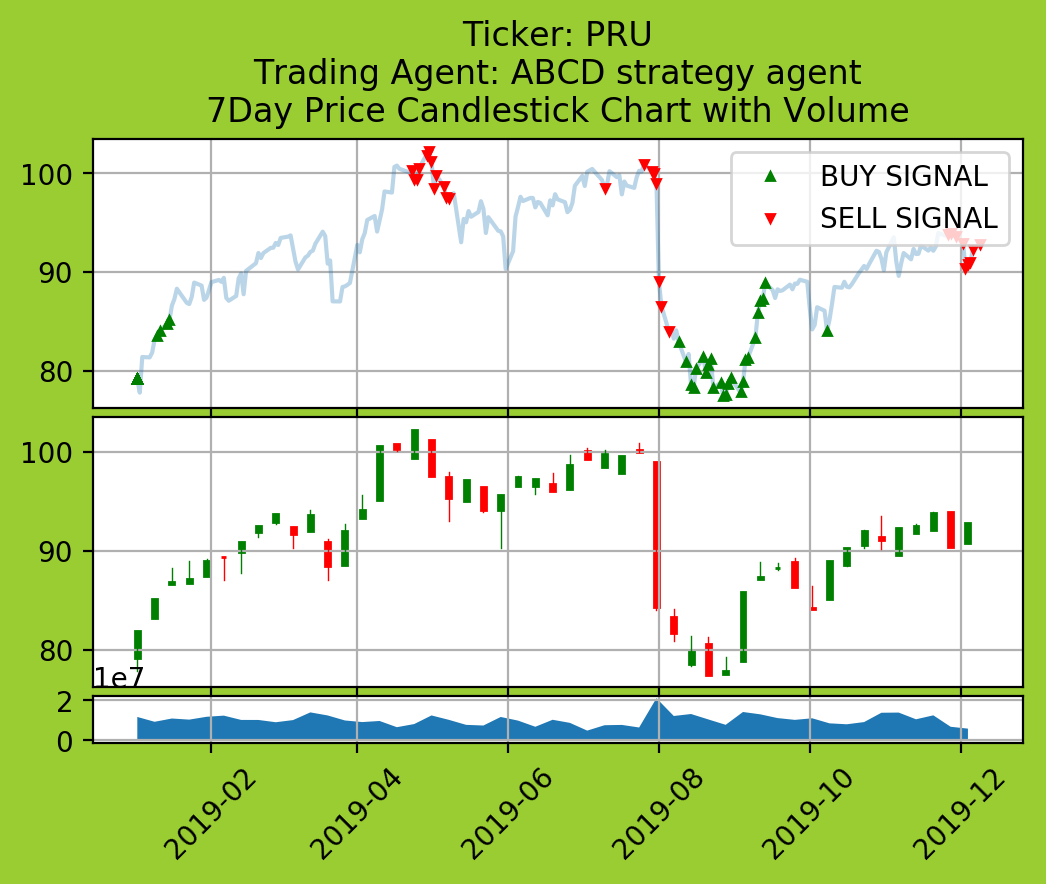 Ticker: PRU
Trading Agent: ABCD strategy agent
7Day Price Candlestick Chart with Volume
100
90
80
BUY SIGNAL
SELL SIGNAL
100
90
80
1e7
2
0
2019-02
2019-04
2019-06
2019-08
2019-10
2019-12